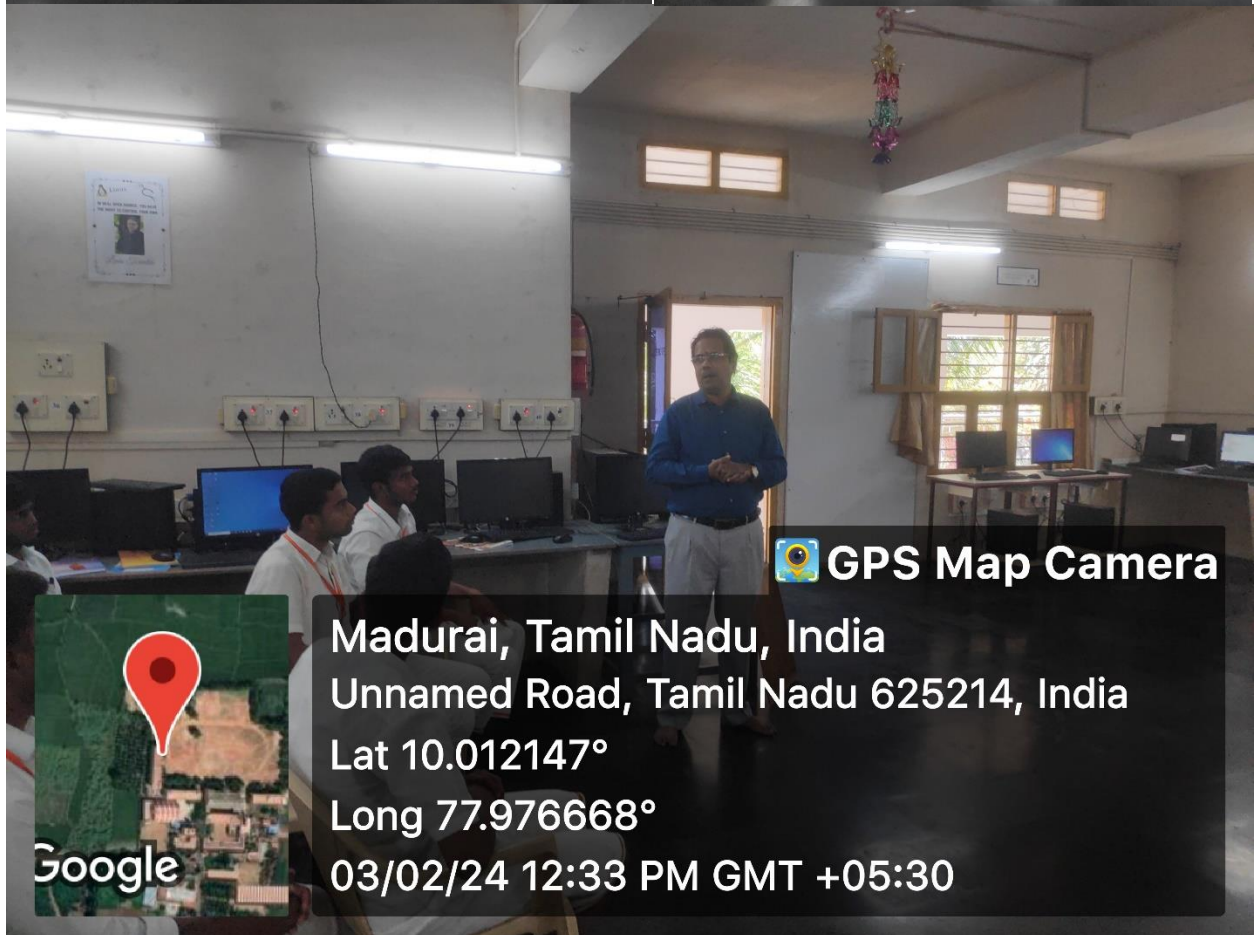 GPS Map Camera
Madurai, Tamil Nadu, India
Unnamed Road, Tamil Nadu 625214, India
Lat 10.012147°
Long 77.976668°
03/02/24 12:33 PM GMT +05:30
Google